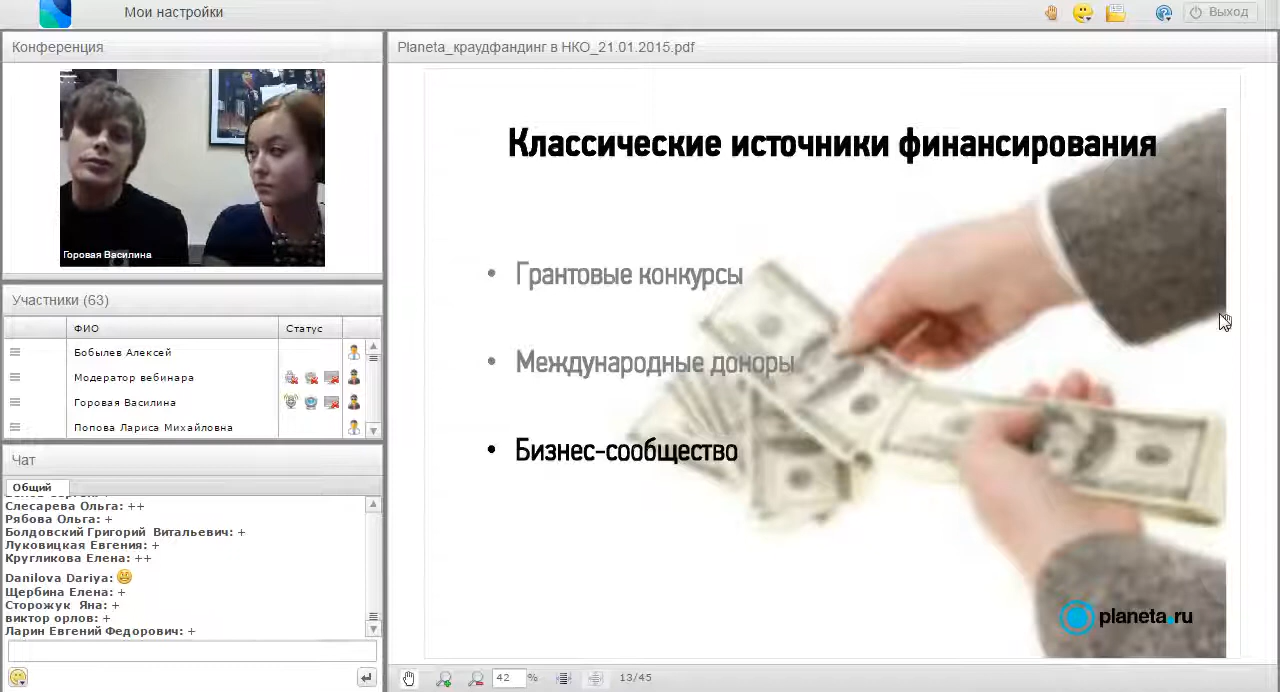 Мои настройки
Выход
Конференция
Горовая Василина
Участники (63)
ФИО
Статус
Бобылев Алексей
Модератор вебинара
Горовая Василина
Попова Лариса Михайловна
Чат
Общий
Слесарева Ольга: ++
Рябова Ольга: +
Болдовский Григорий Витальевич: +
Луковицкая Евгения: +
Кругликова Елена: ++
Danilova Dariya:
Щербина Елена: +
Сторожук Яна: +
виктор орлов: +
Ларин Евгений Федорович: +
Planeta_краудфандинг в НКО_21.01.2015.pdf
Классические источники финансирования
• Грантовые конкурсы
• Международные доноры
• Бизнес-сообщество
planeta.ru
42 %
13/45